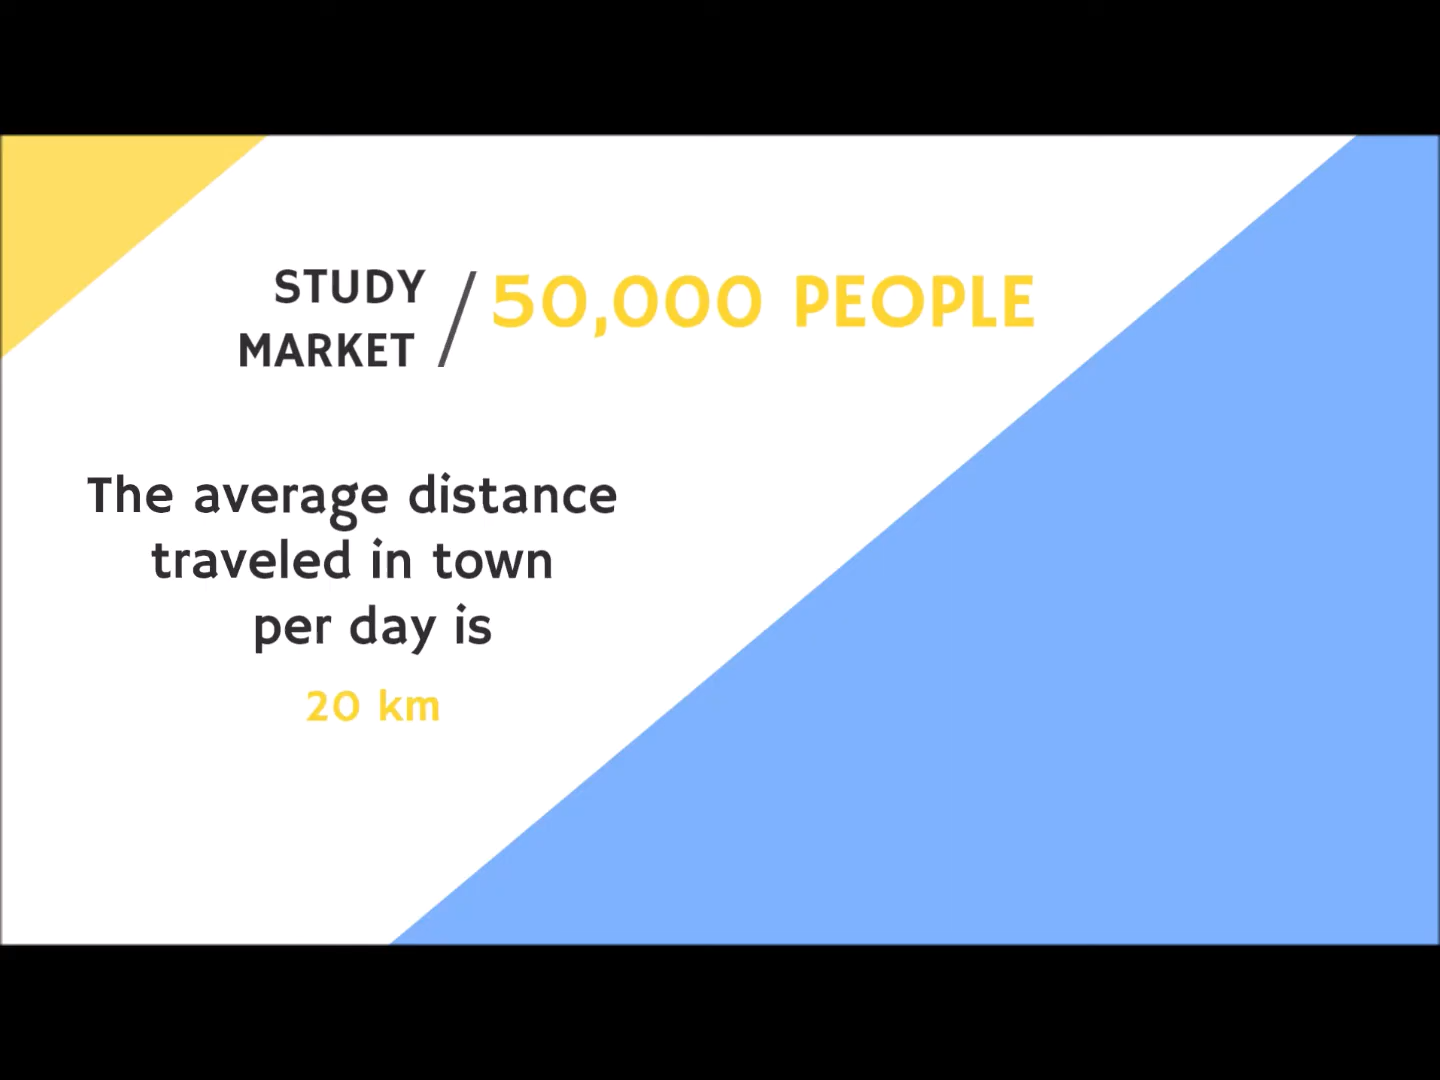 STUDY
MARKET
/ 50,000 PEOPLE
The average distance
traveled in town
per day is
20 km